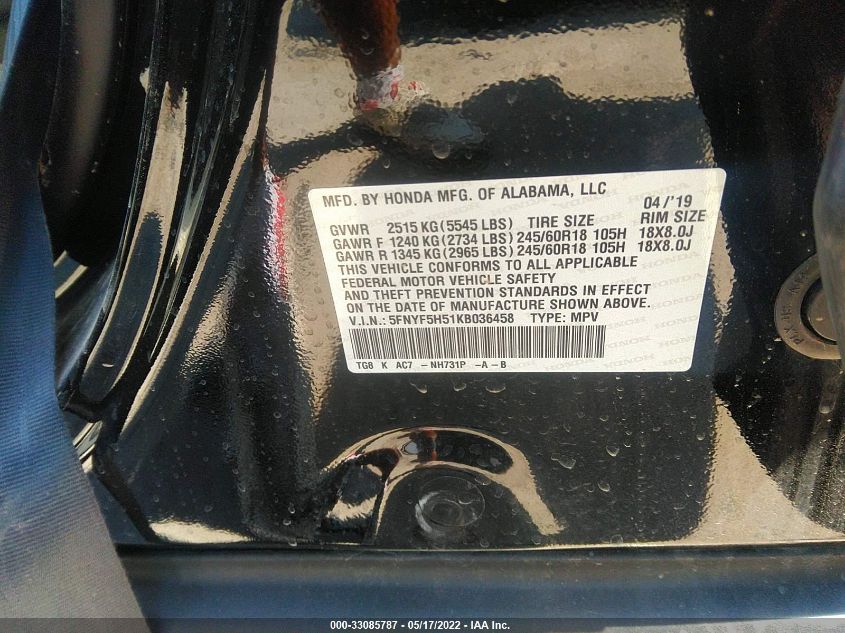 MFD. BY HONDA MFG. OF ALABAMA, LLC 04/'19
GVWR 2515 KG (5545 LBS) TIRE SIZE RIM SIZE
GAWR F 1240 KG (2734 LBS) 245/60R18 105H 18X8.0J
GAWR R 1345 KG (2965 LBS) 245/60R18 105H 18X8.0J
THIS VEHICLE CONFORMS TO ALL APPLICABLE
FEDERAL MOTOR VEHICLE SAFETY
AND THEFT PREVENTION STANDARDS IN EFFECT
ON THE DATE OF MANUFACTURE SHOWN ABOVE.
V.I.N.: 5FNYF5H51KB036458 TYPE: MPV
TG8 K AC7 -NH731P -A-B
000-33085787 - 05/17/2022 - IAA Inc.